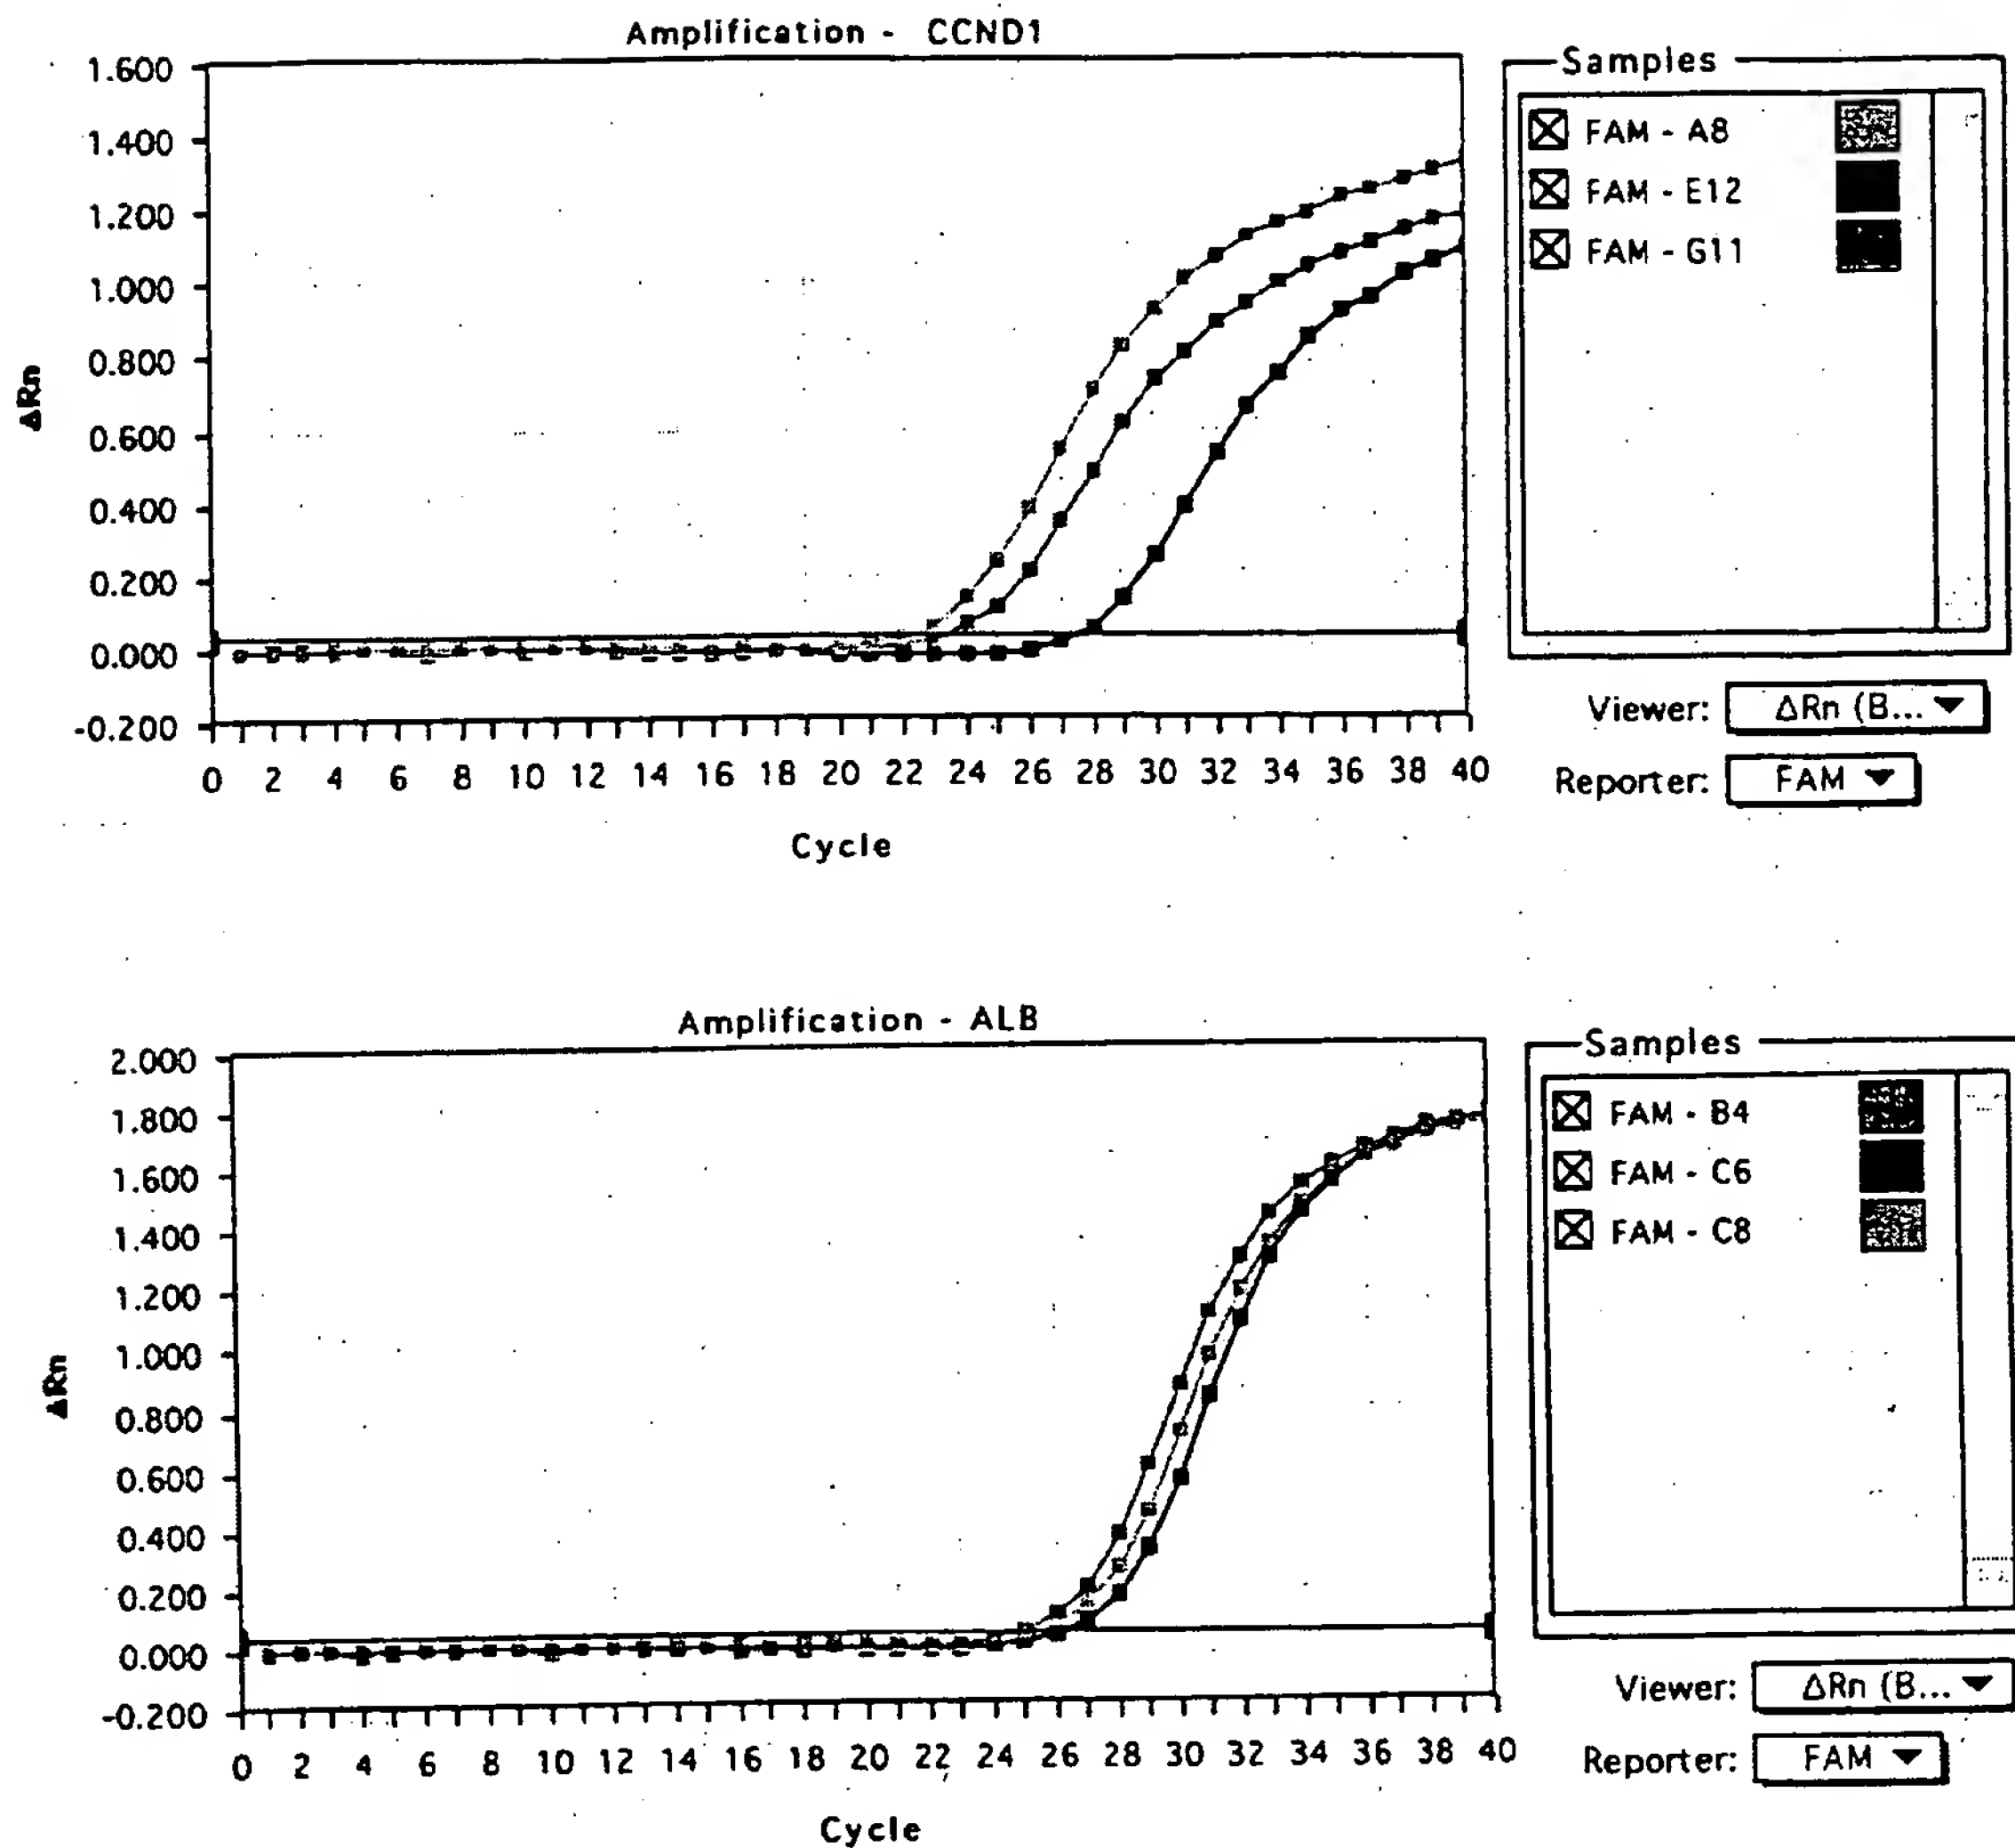 Amplification - CCND1
1.600
1.400
1.200
1.000
0.800
0.600
0.400
0.200
0.000
-0.200
ΔRn
0 2 4 6 8 10 12 14 16 18 20 22 24 26 28 30 32 34 36 38 40
Cycle
Samples
FAM - A8
FAM - E12
FAM - G11
Viewer: ΔRn (B...
Reporter: FAM
Amplification - ALB
2.000
1.800
1.600
1.400
1.200
1.000
0.800
0.600
0.400
0.200
0.000
-0.200
ΔRn
0 2 4 6 8 10 12 14 16 18 20 22 24 26 28 30 32 34 36 38 40
Cycle
Samples
FAM - B4
FAM - C6
FAM - C8
Viewer: ΔRn (B...
Reporter: FAM